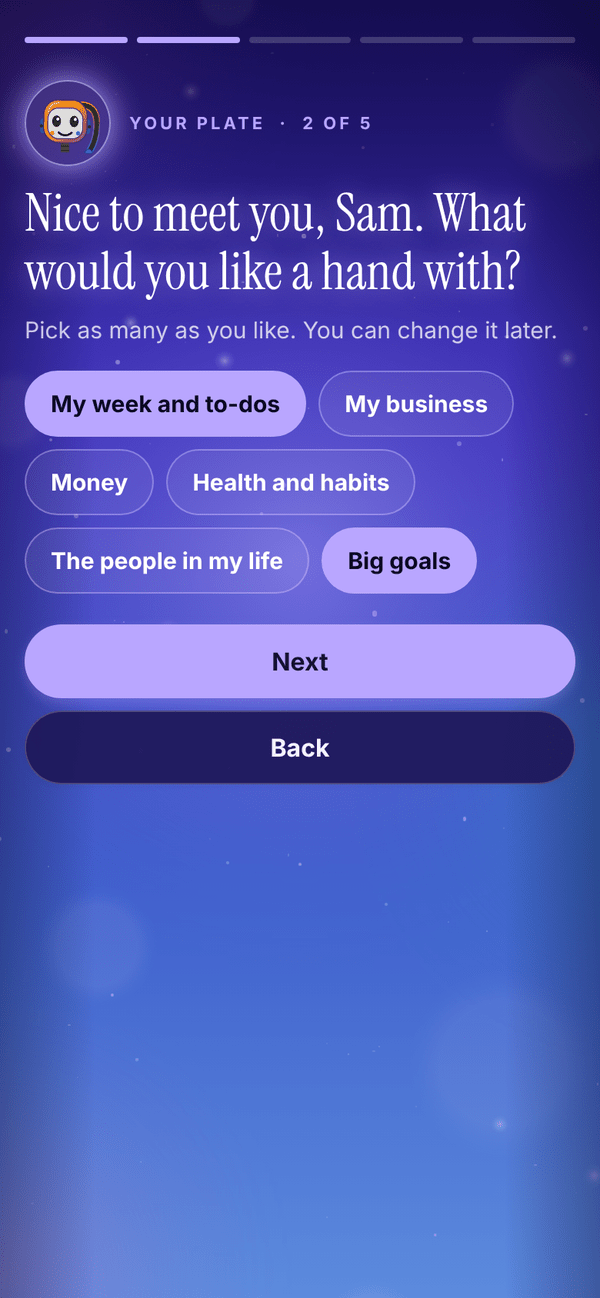 YOUR PLATE · 2 OF 5
Nice to meet you, Sam. What
would you like a hand with?
Pick as many as you like. You can change it later.
My week and to-dos
My business
Money
Health and habits
The people in my life
Big goals
Next
Back